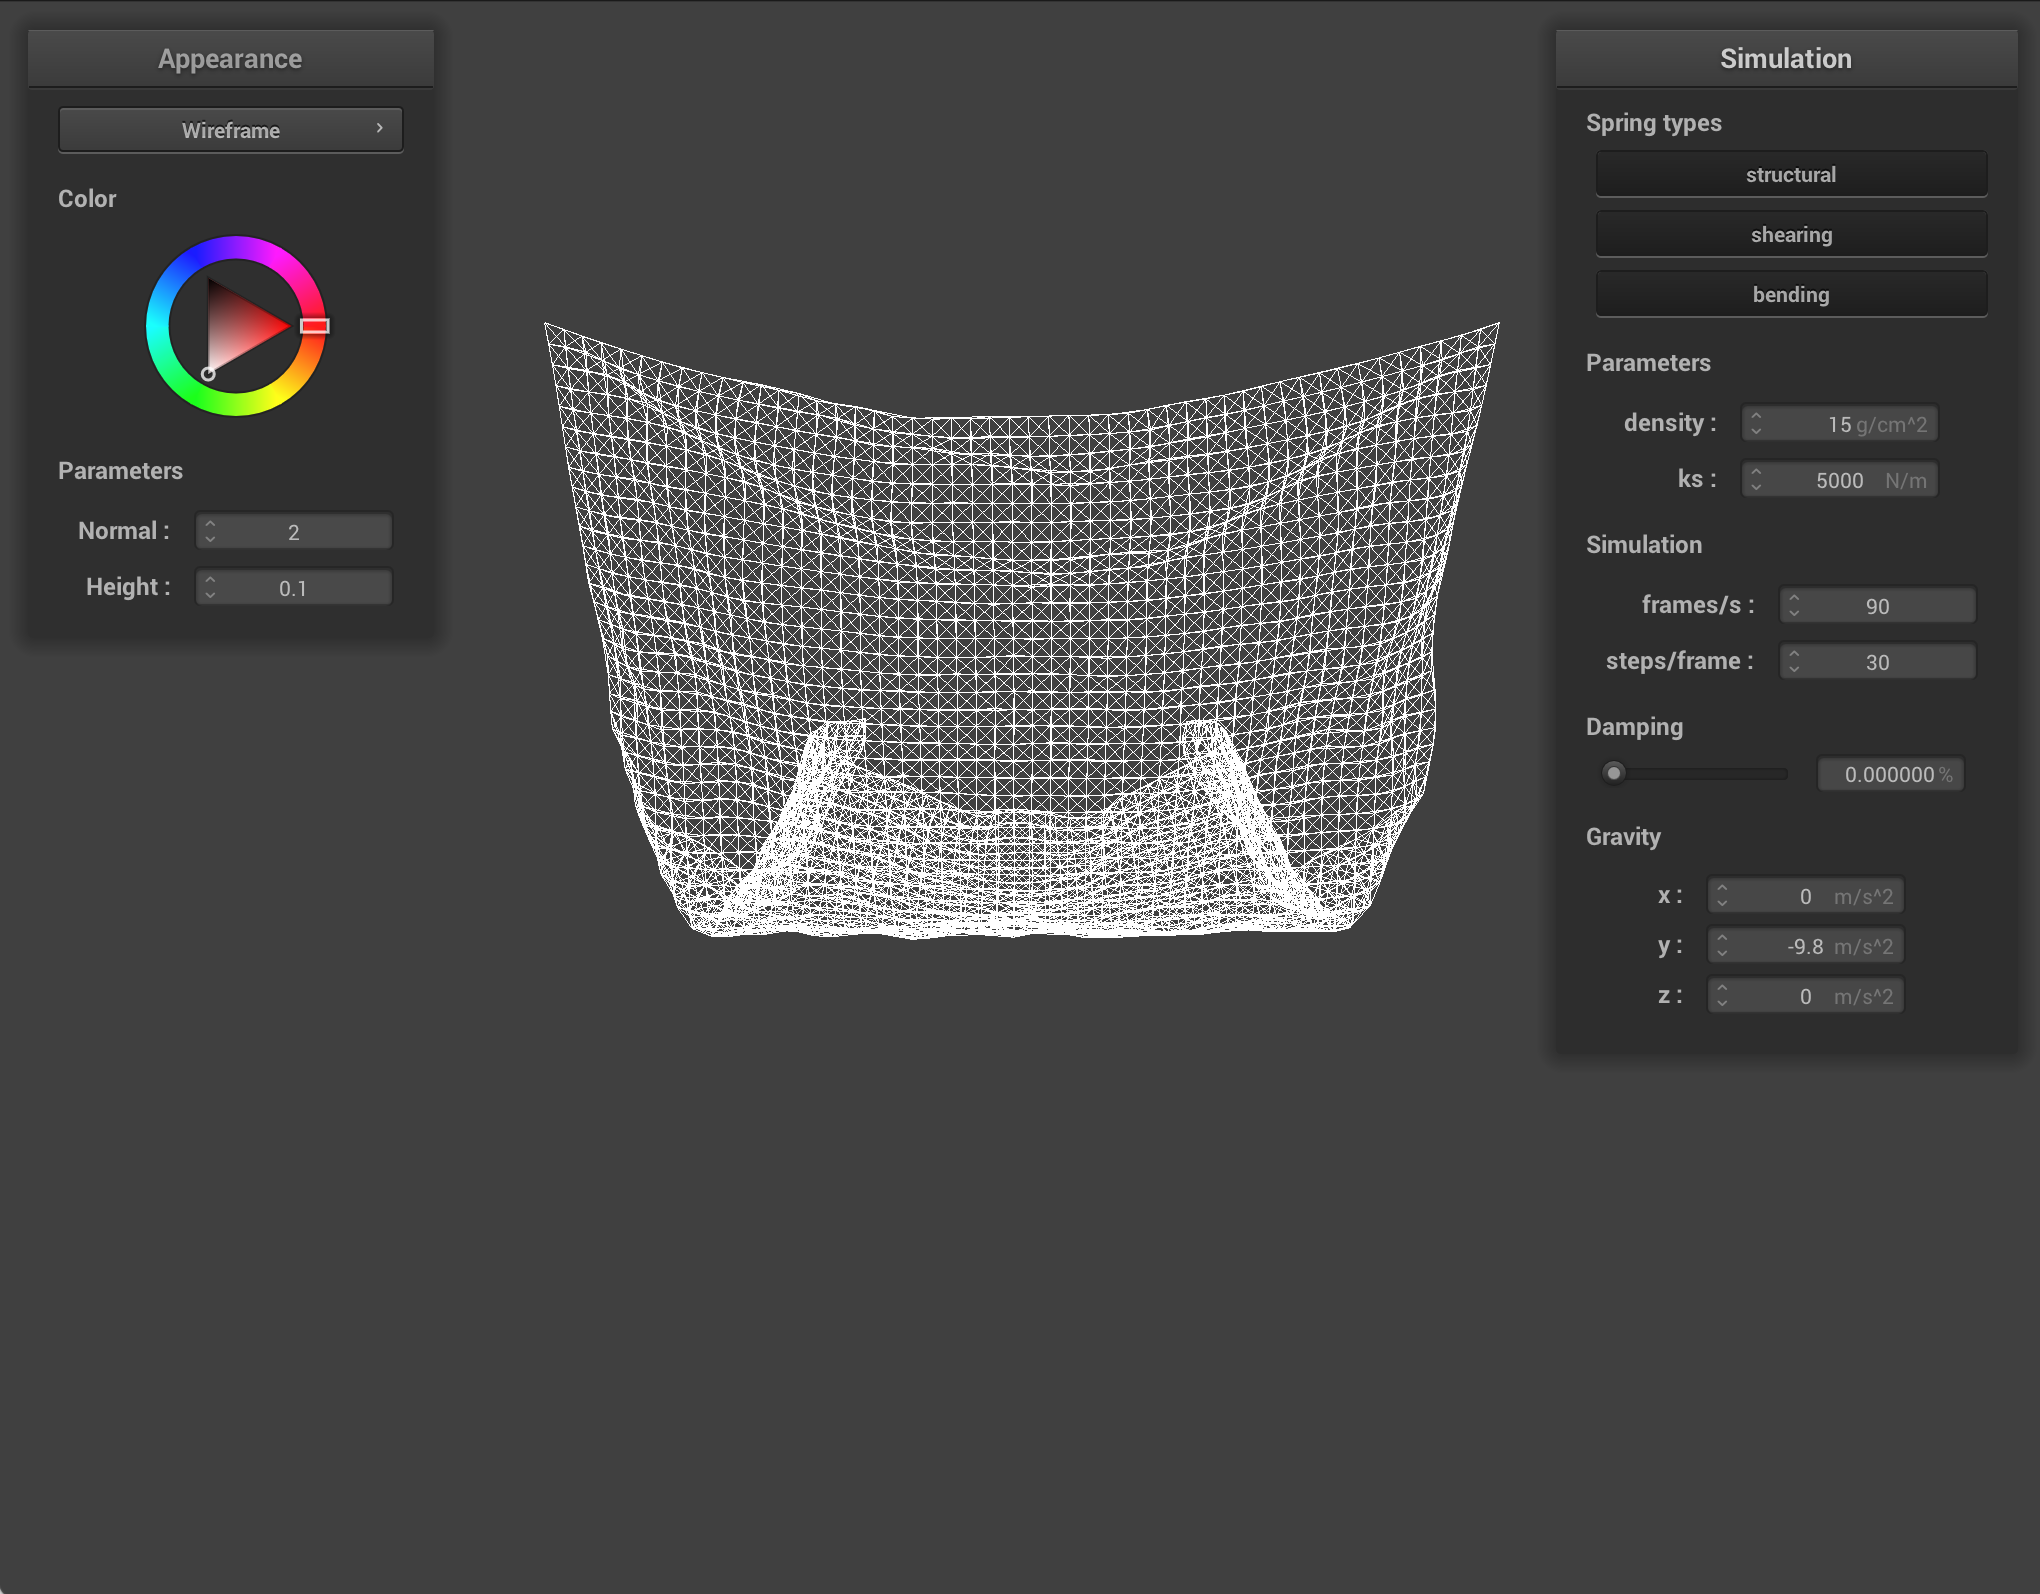 Appearance
Wireframe
Color
Parameters
Normal : 2
Height : 0.1
Simulation
Spring types
structural
shearing
bending
Parameters
density : 15 g/cm^2
ks : 5000 N/m
Simulation
frames/s : 90
steps/frame : 30
Damping
0.000000 %
Gravity
x : 0 m/s^2
y : -9.8 m/s^2
z : 0 m/s^2